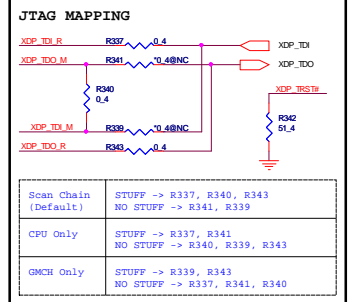 JTAG MAPPING
XDP_TDI_R R337 0_4 XDP_TDI
XDP_TDO_M R341 *0_4@NC XDP_TDO
XDP_TRST#
R340
0_4
R342
51_4
XDP_TDI_M R339 *0_4@NC
XDP_TDO_R R343 0_4
Scan Chain STUFF -> R337, R340, R343
(Default) NO STUFF -> R341, R339
CPU Only STUFF -> R337, R341
NO STUFF -> R340, R339, R343
GMCH Only STUFF -> R339, R343
NO STUFF -> R337, R341, R340